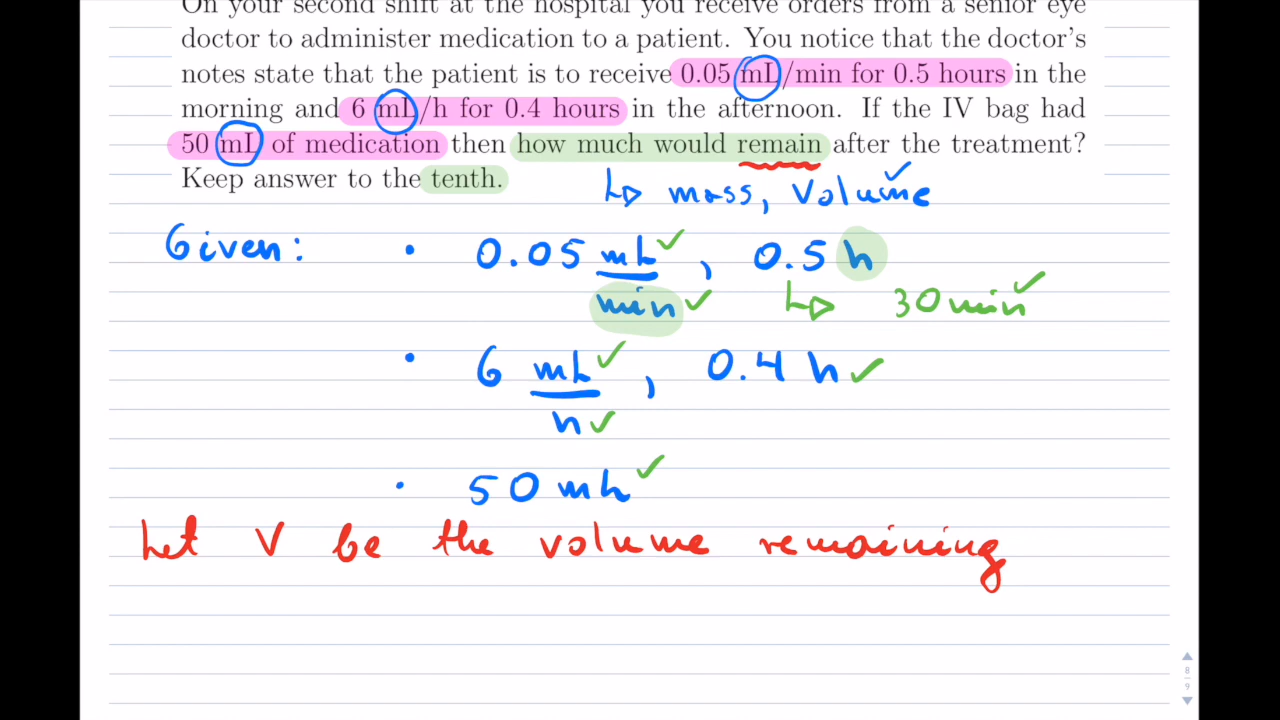 On your second shift at the hospital you receive orders from a senior eye
doctor to administer medication to a patient. You notice that the doctor's
notes state that the patient is to receive 0.05 mL/min for 0.5 hours in the
morning and 6 mL/h for 0.4 hours in the afternoon. If the IV bag had
50 mL of medication then how much would remain after the treatment?
Keep answer to the tenth.
↳ mass, Volume ✓
Given: • 0.05 mL ✓ , 0.5 h
min ✓ ↳ 30 min ✓
• 6 mL ✓ , 0.4 h ✓
h ✓
• 50 mL ✓
Let V be the volume remaining
8
9